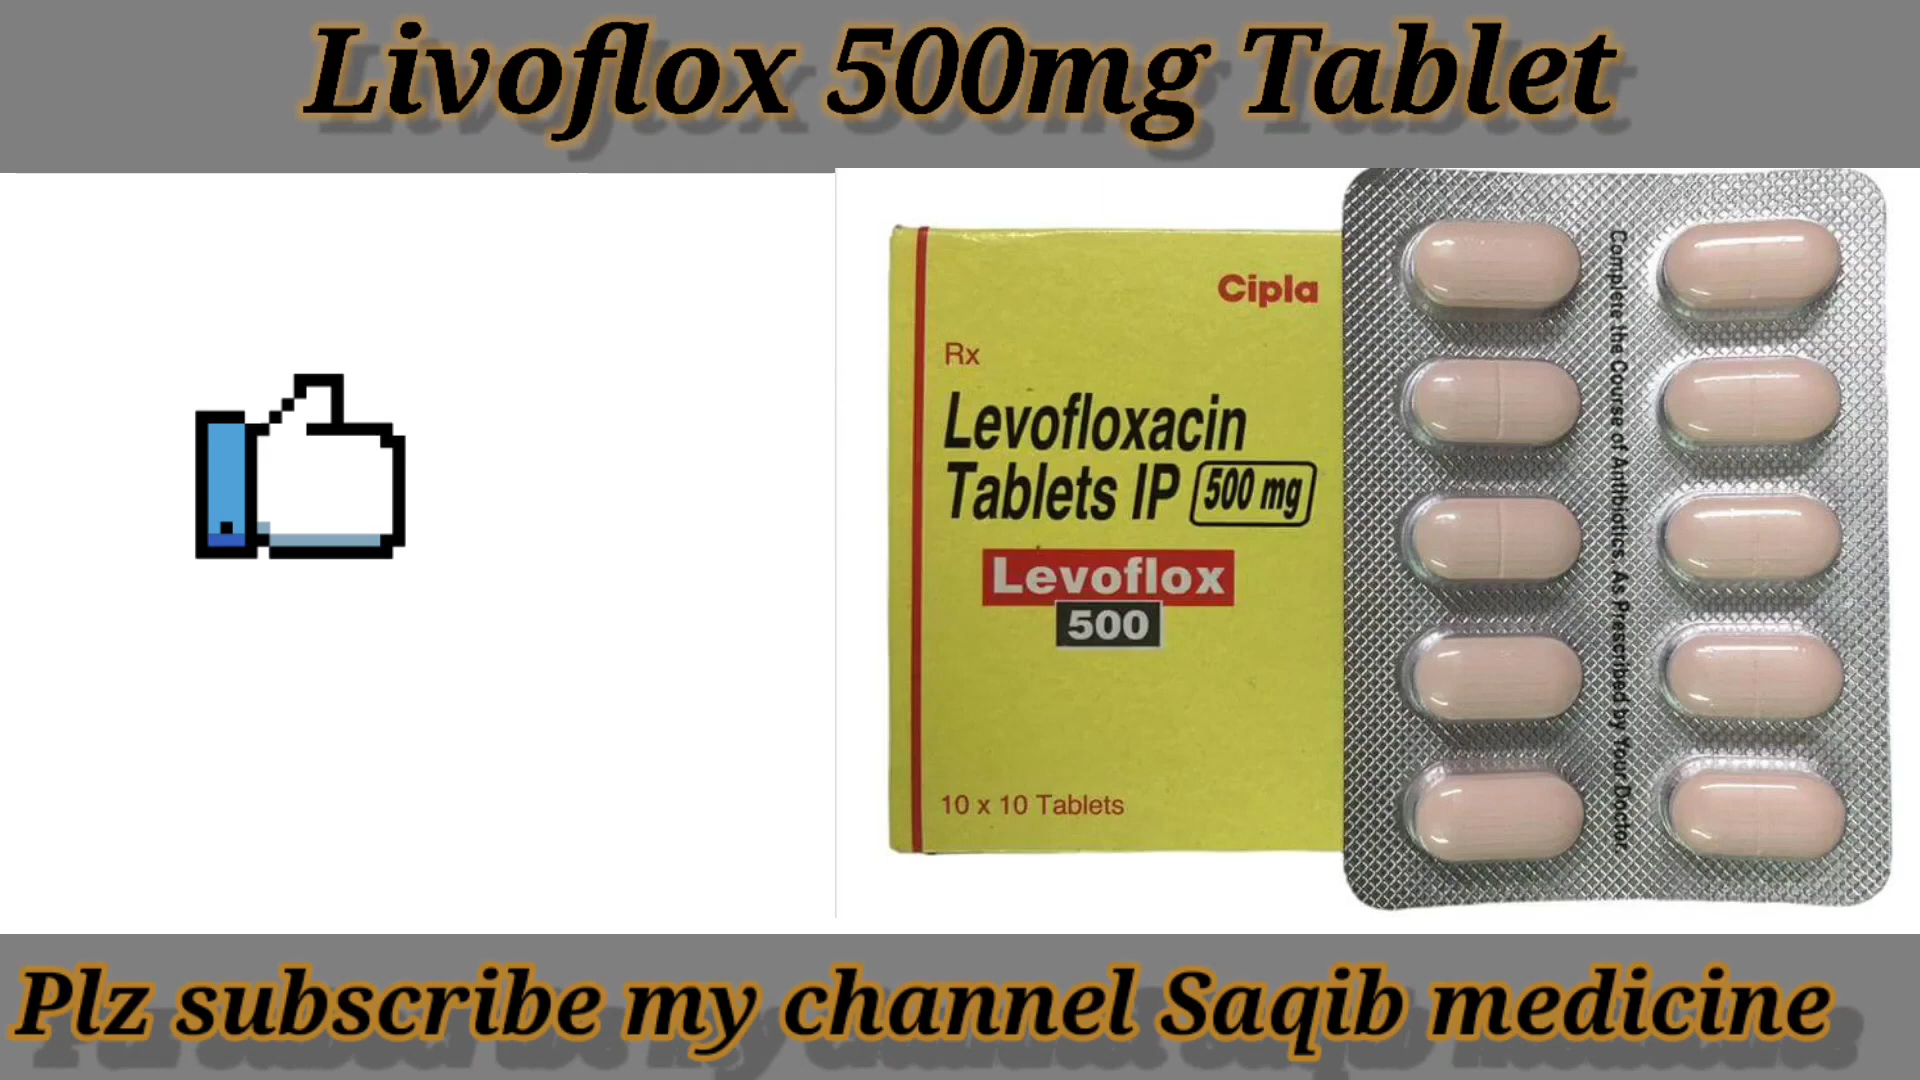 Livoflox 500mg Tablet
Cipla
Rx
Levofloxacin
Tablets IP 500 mg
Levoflox
500
10 x 10 Tablets
Complete the Course of Antibiotics As Prescribed by Your Doctor
Plz subscribe my channel Saqib medicine